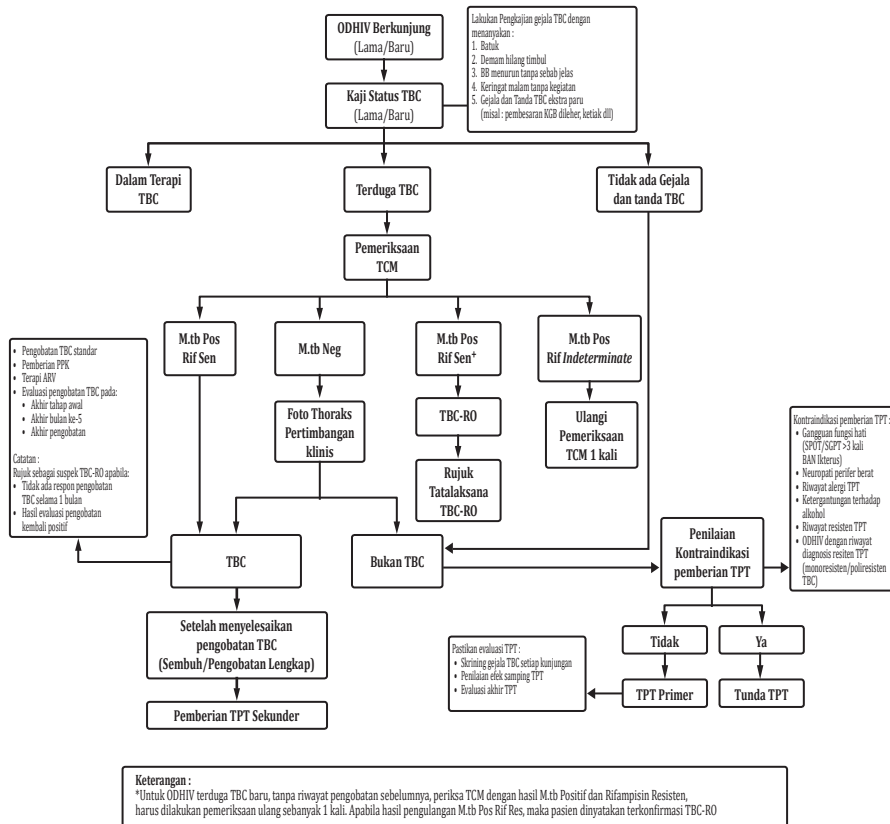 ODHIV Berkunjung
(Lama/Baru)
Lakukan Pengkajian gejala TBC dengan
menanyakan :
1. Batuk
2. Demam hilang timbul
3. BB menurun tanpa sebab jelas
4. Keringat malam tanpa kegiatan
5. Gejala dan Tanda TBC ekstra paru
(misal : pembesaran KGB dileher, ketiak dll)
Kaji Status TBC
(Lama/Baru)
Dalam Terapi
TBC
Terduga TBC
Tidak ada Gejala
dan tanda TBC
Pemeriksaan
TCM
M.tb Pos
Rif Sen
M.tb Neg
M.tb Pos
Rif Sen⁺
M.tb Pos
Rif Indeterminate
• Pengobatan TBC standar
• Pemberian PPK
• Terapi ARV
• Evaluasi pengobatan TBC pada:
• Akhir tahap awal
• Akhir bulan ke-5
• Akhir pengobatan
Catatan :
Rujuk sebagai suspek TBC-RO apabila:
• Tidak ada respon pengobatan
TBC selama 1 bulan
• Hasil evaluasi pengobatan
kembali positif
Foto Thoraks
Pertimbangan
klinis
TBC-RO
Ulangi
Pemeriksaan
TCM 1 kali
Rujuk
Tatalaksana
TBC-RO
Kontraindikasi pemberian TPT :
• Gangguan fungsi hati
(SPOT/SGPT >3 kali
BAN Ikterus)
• Neuropati perifer berat
• Riwayat alergi TPT
• Ketergantungan terhadap
alkohol
• Riwayat resisten TPT
• ODHIV dengan riwayat
diagnosis resiten TPT
(monoresisten/poliresisten
TBC)
TBC
Bukan TBC
Penilaian
Kontraindikasi
pemberian TPT
Setelah menyelesaikan
pengobatan TBC
(Sembuh/Pengobatan Lengkap)
Tidak
Ya
Pastikan evaluasi TPT :
• Skrining gejala TBC setiap kunjungan
• Penilaian efek samping TPT
• Evaluasi akhir TPT
TPT Primer
Tunda TPT
Pemberian TPT Sekunder
Keterangan :
*Untuk ODHIV terduga TBC baru, tanpa riwayat pengobatan sebelumnya, periksa TCM dengan hasil M.tb Positif dan Rifampisin Resisten,
harus dilakukan pemeriksaan ulang sebanyak 1 kali. Apabila hasil pengulangan M.tb Pos Rif Res, maka pasien dinyatakan terkonfirmasi TBC-RO